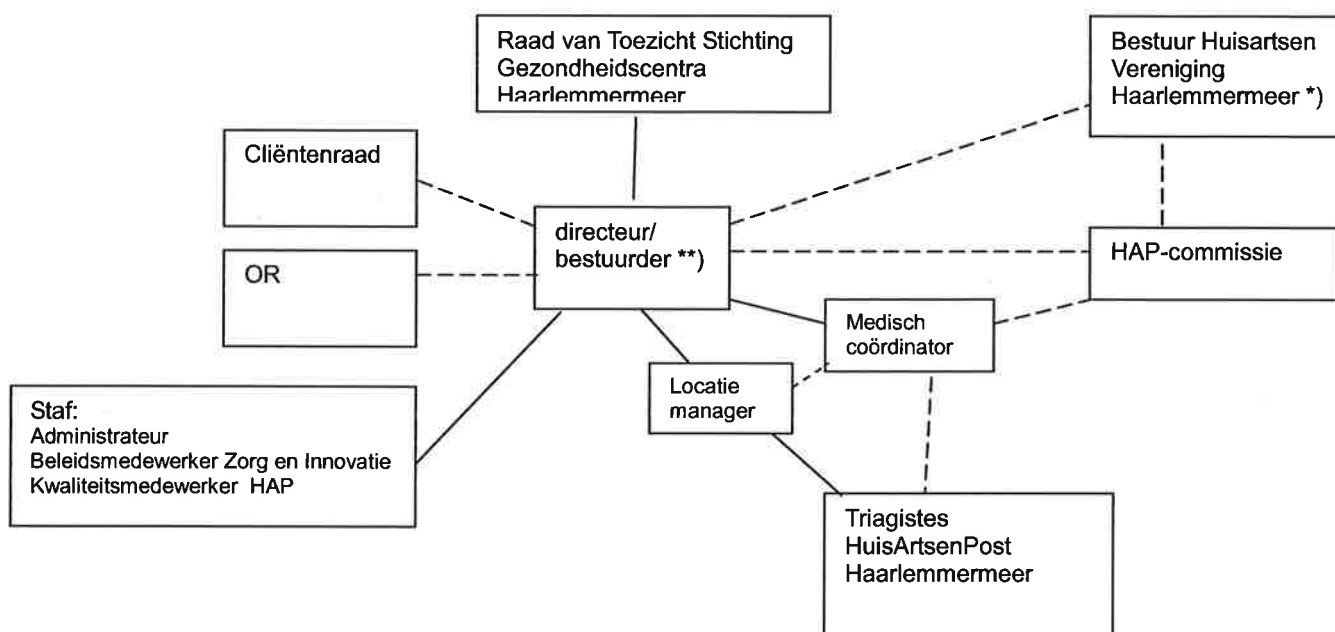 Raad van Toezicht Stichting
Gezondheidscentra
Haarlemmermeer
Bestuur Huisartsen
Vereniging
Haarlemmermeer *)
Cliëntenraad
directeur/
bestuurder **)
HAP-commissie
OR
Medisch
coördinator
Locatie
manager
Staf:
Administrateur
Beleidsmedewerker Zorg en Innovatie
Kwaliteitsmedewerker HAP
Triagistes
HuisArtsenPost
Haarlemmermeer